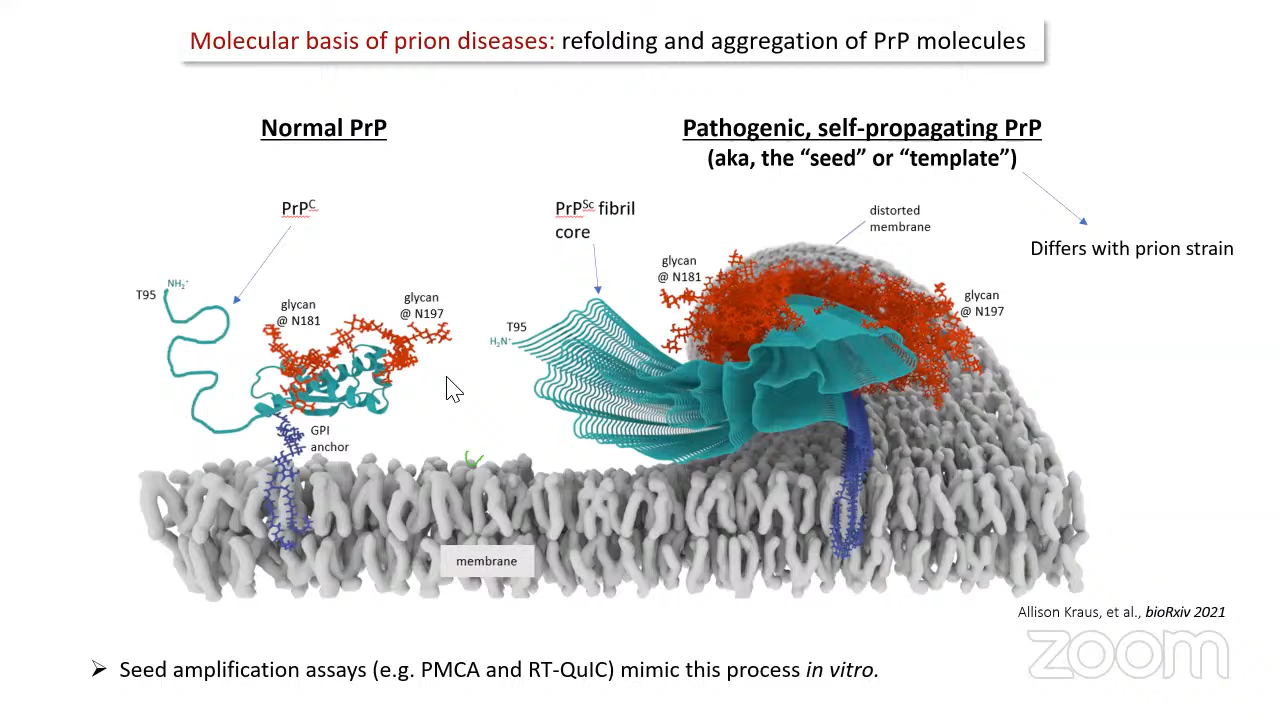 Molecular basis of prion diseases: refolding and aggregation of PrP molecules
Normal PrP
Pathogenic, self-propagating PrP
(aka, the “seed” or “template”)
PrPC
PrPSc fibril
core
distorted
membrane
Differs with prion strain
glycan
@ N181
glycan
@ N197
T95
NH2+
glycan
@ N181
glycan
@ N197
T95
H2N+
GPI
anchor
membrane
Allison Kraus, et al., bioRxiv 2021
zoom
➢ Seed amplification assays (e.g. PMCA and RT-QuIC) mimic this process in vitro.